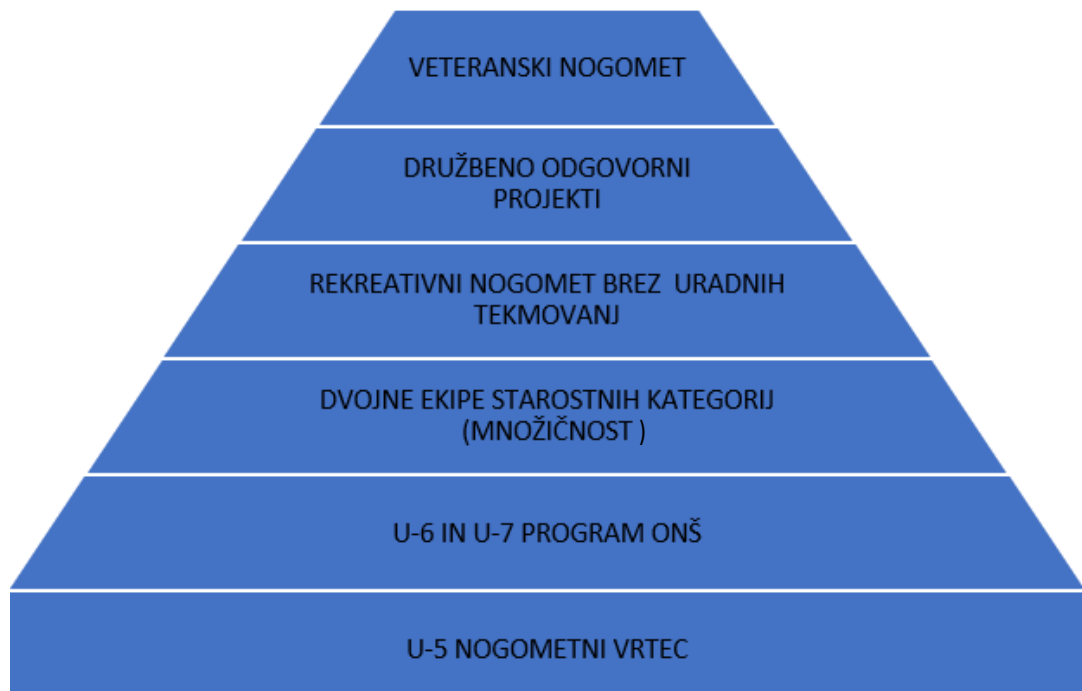 VETERANSKI NOGOMET
DRUŽBENO ODGOVORNI
PROJEKTI
REKREATIVNI NOGOMET BREZ  URADNIH
TEKMOVANJ
DVOJNE EKIPE STAROSTNIH KATEGORIJ
(MNOŽIČNOST )
U-6 IN U-7 PROGRAM ONŠ
U-5 NOGOMETNI VRTEC